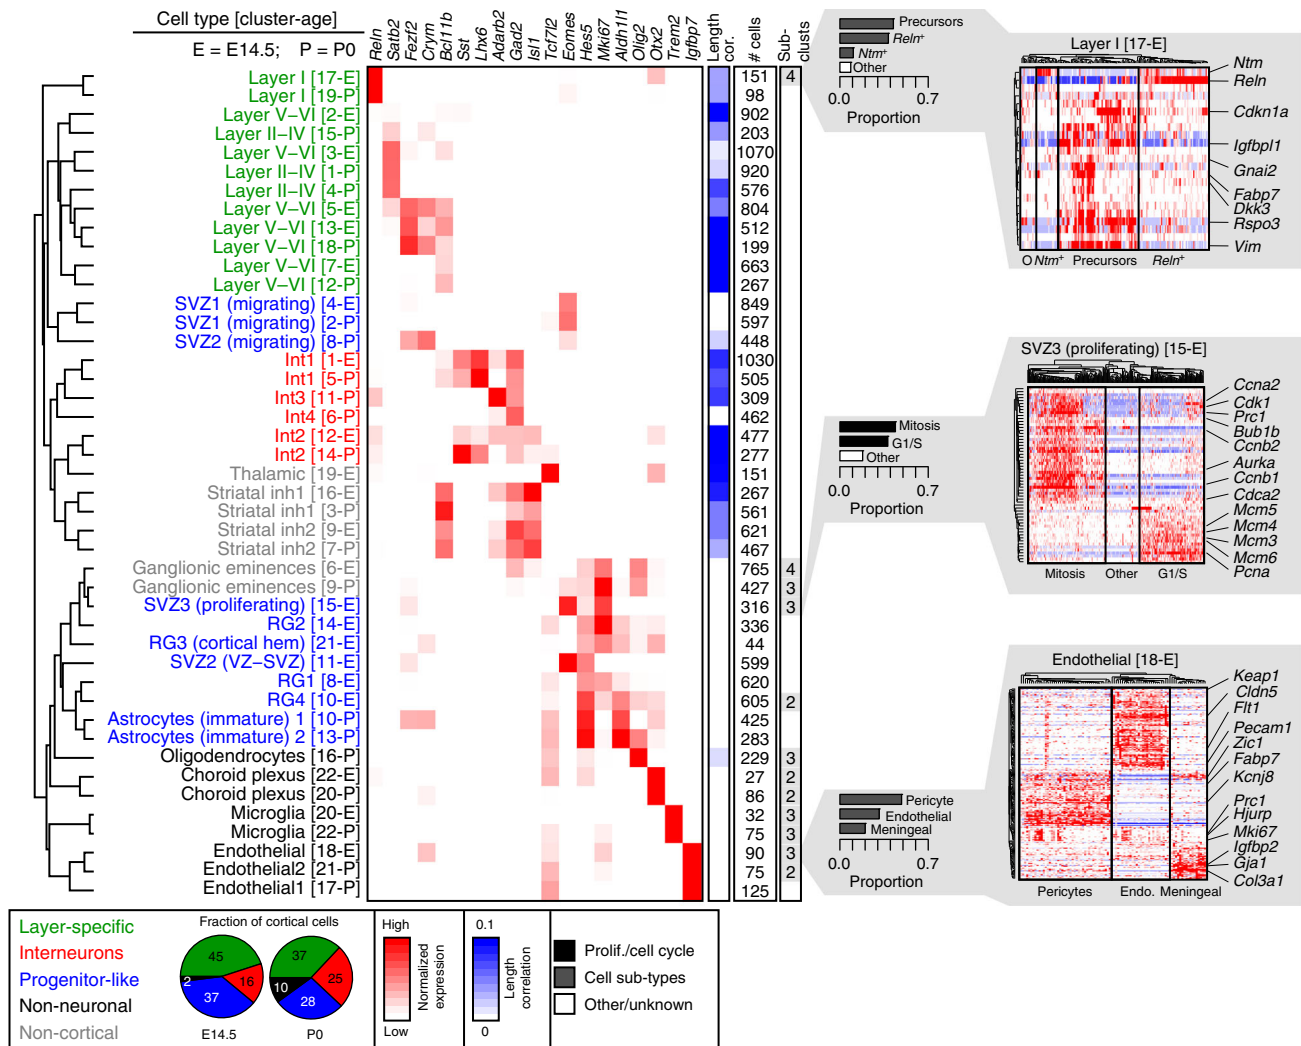 Cell type [cluster-age]
E = E14.5; P = P0
Reln Satb2 Fezf2 Crym Bcl11b Sst Lhx6 Adarb2 Gad2 Isl1 Tcf7l2 Eomes Hes5 Mki67 Aldh1l1 Olig2 Otx2 Trem2 Igfbp7
Length cor.
# cells
Sub-clusts
Layer I [17-E] 151 4
Layer I [19-P] 98
Layer V–VI [2-E] 902
Layer II–IV [15-P] 203
Layer V–VI [3-E] 1070
Layer II–IV [1-P] 920
Layer II–IV [4-P] 576
Layer V–VI [5-E] 804
Layer V–VI [13-E] 512
Layer V–VI [18-P] 199
Layer V–VI [7-E] 663
Layer V–VI [12-P] 267
SVZ1 (migrating) [4-E] 849
SVZ1 (migrating) [2-P] 597
SVZ2 (migrating) [8-P] 448
Int1 [1-E] 1030
Int1 [5-P] 505
Int3 [11-P] 309
Int4 [6-P] 462
Int2 [12-E] 477
Int2 [14-P] 277
Thalamic [19-E] 151
Striatal inh1 [16-E] 267
Striatal inh1 [3-P] 561
Striatal inh2 [9-E] 621
Striatal inh2 [7-P] 467
Ganglionic eminences [6-E] 765 4
Ganglionic eminences [9-P] 427 3
SVZ3 (proliferating) [15-E] 316 3
RG2 [14-E] 336
RG3 (cortical hem) [21-E] 44
SVZ2 (VZ–SVZ) [11-E] 599
RG1 [8-E] 620
RG4 [10-E] 605 2
Astrocytes (immature) 1 [10-P] 425
Astrocytes (immature) 2 [13-P] 283
Oligodendrocytes [16-P] 229 3
Choroid plexus [22-E] 27 2
Choroid plexus [20-P] 86 2
Microglia [20-E] 32 3
Microglia [22-P] 75 3
Endothelial [18-E] 90 3
Endothelial2 [21-P] 75 2
Endothelial1 [17-P] 125
Precursors
Reln+
Ntm+
Other
0.0 0.7
Proportion
Layer I [17-E]
Ntm
Reln
Cdkn1a
Igfbpl1
Gnai2
Fabp7
Dkk3
Rspo3
Vim
O Ntm+ Precursors Reln+
Mitosis
G1/S
Other
0.0 0.7
Proportion
SVZ3 (proliferating) [15-E]
Ccna2
Cdk1
Prc1
Bub1b
Ccnb2
Aurka
Ccnb1
Cdca2
Mcm5
Mcm4
Mcm3
Mcm6
Pcna
Mitosis Other G1/S
Pericyte
Endothelial
Meningeal
0.0 0.7
Proportion
Endothelial [18-E]
Keap1
Cldn5
Flt1
Pecam1
Zic1
Fabp7
Kcnj8
Prc1
Hjurp
Mki67
Igfbp2
Gja1
Col3a1
Pericytes Endo. Meningeal
Layer-specific
Interneurons
Progenitor-like
Non-neuronal
Non-cortical
Fraction of cortical cells
45 16 37 2
E14.5
37 25 28 10
P0
High
Low
Normalized expression
0.1
0
Length correlation
Prolif./cell cycle
Cell sub-types
Other/unknown